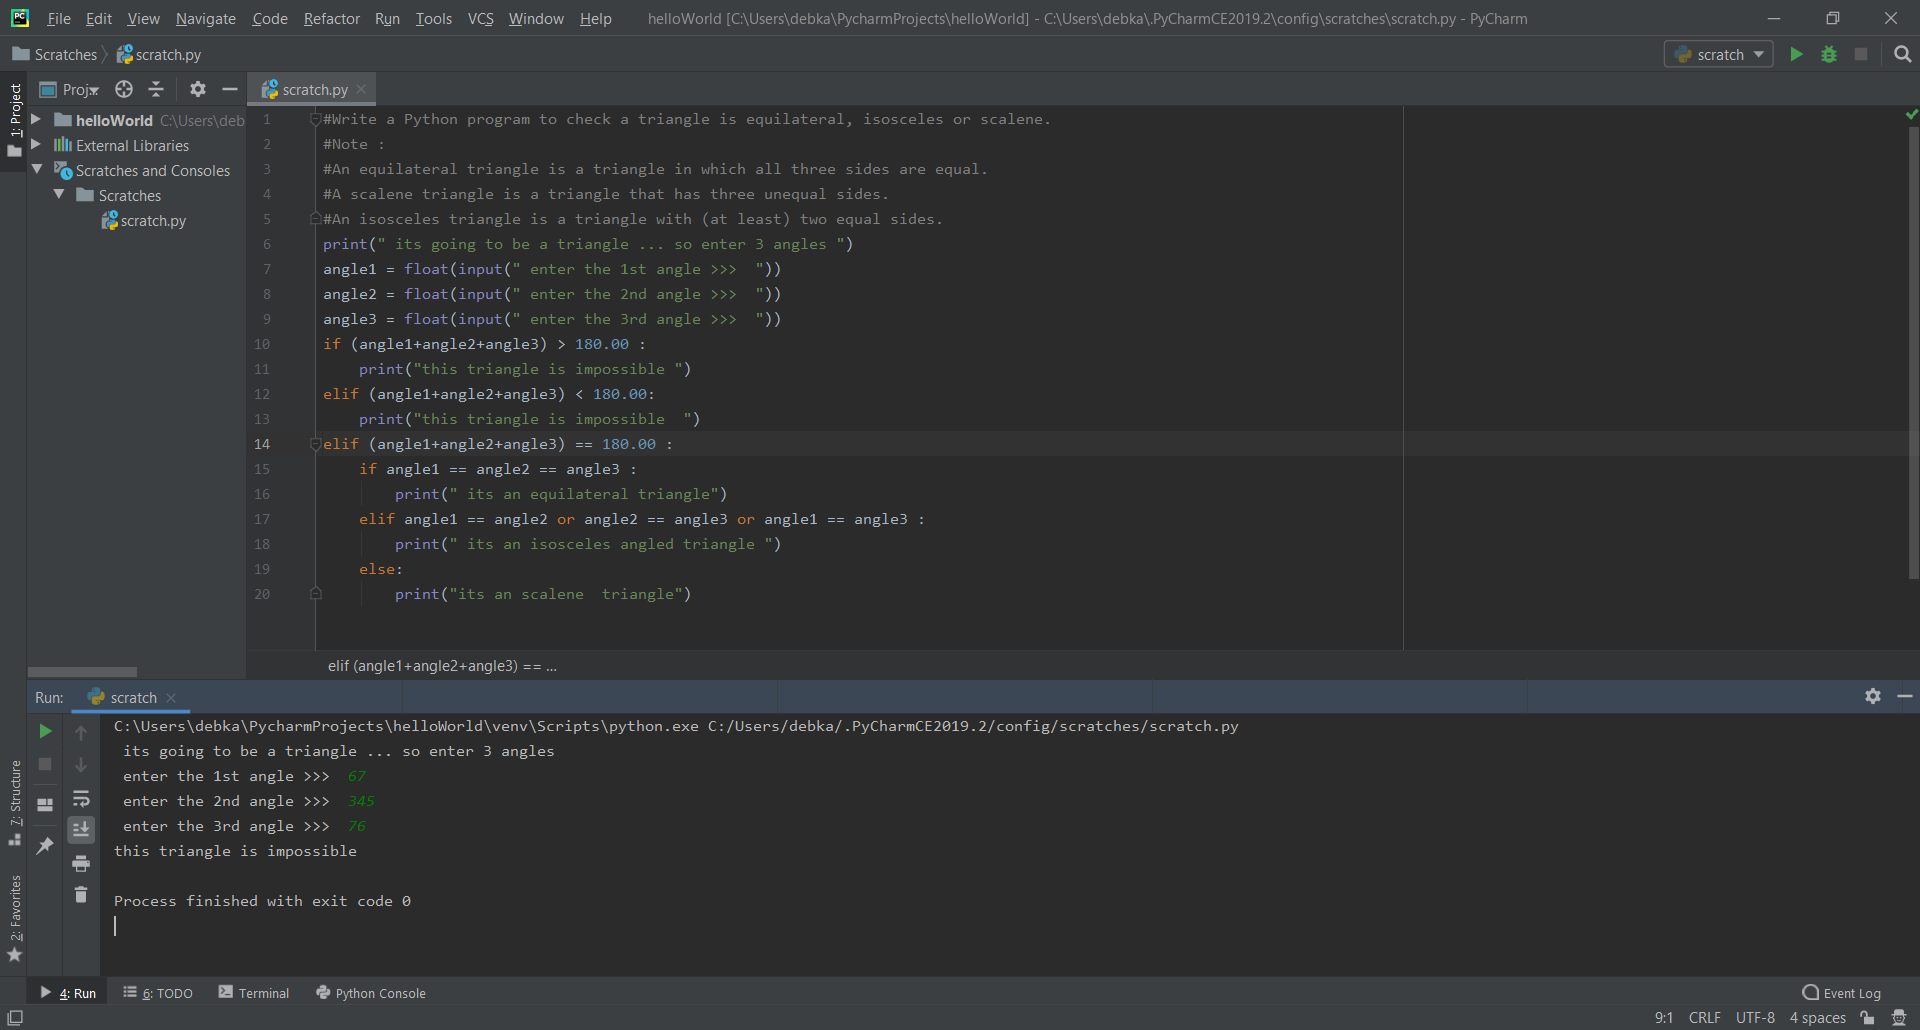 File Edit View Navigate Code Refactor Run Tools VCS Window Help helloWorld [C:\Users\debka\PycharmProjects\helloWorld] - C:\Users\debka\.PyCharmCE2019.2\config\scratches\scratch.py - PyCharm
Scratches scratch.py scratch
1: Project
Proj scratch.py
helloWorld C:\Users\deb
External Libraries
Scratches and Consoles
Scratches
scratch.py
1 #Write a Python program to check a triangle is equilateral, isosceles or scalene.
2 #Note :
3 #An equilateral triangle is a triangle in which all three sides are equal.
4 #A scalene triangle is a triangle that has three unequal sides.
5 #An isosceles triangle is a triangle with (at least) two equal sides.
6 print(" its going to be a triangle ... so enter 3 angles ")
7 angle1 = float(input(" enter the 1st angle >>>  "))
8 angle2 = float(input(" enter the 2nd angle >>>  "))
9 angle3 = float(input(" enter the 3rd angle >>>  "))
10 if (angle1+angle2+angle3) > 180.00 :
11     print("this triangle is impossible ")
12 elif (angle1+angle2+angle3) < 180.00:
13     print("this triangle is impossible  ")
14 elif (angle1+angle2+angle3) == 180.00 :
15     if angle1 == angle2 == angle3 :
16         print(" its an equilateral triangle")
17     elif angle1 == angle2 or angle2 == angle3 or angle1 == angle3 :
18         print(" its an isosceles angled triangle ")
19     else:
20         print("its an scalene  triangle")
elif (angle1+angle2+angle3) == ...
Run: scratch
C:\Users\debka\PycharmProjects\helloWorld\venv\Scripts\python.exe C:/Users/debka/.PyCharmCE2019.2/config/scratches/scratch.py
its going to be a triangle ... so enter 3 angles
enter the 1st angle >>>  67
enter the 2nd angle >>>  345
enter the 3rd angle >>>  76
this triangle is impossible
Process finished with exit code 0
7: Structure
2: Favorites
4: Run 6: TODO Terminal Python Console Event Log
9:1 CRLF UTF-8 4 spaces